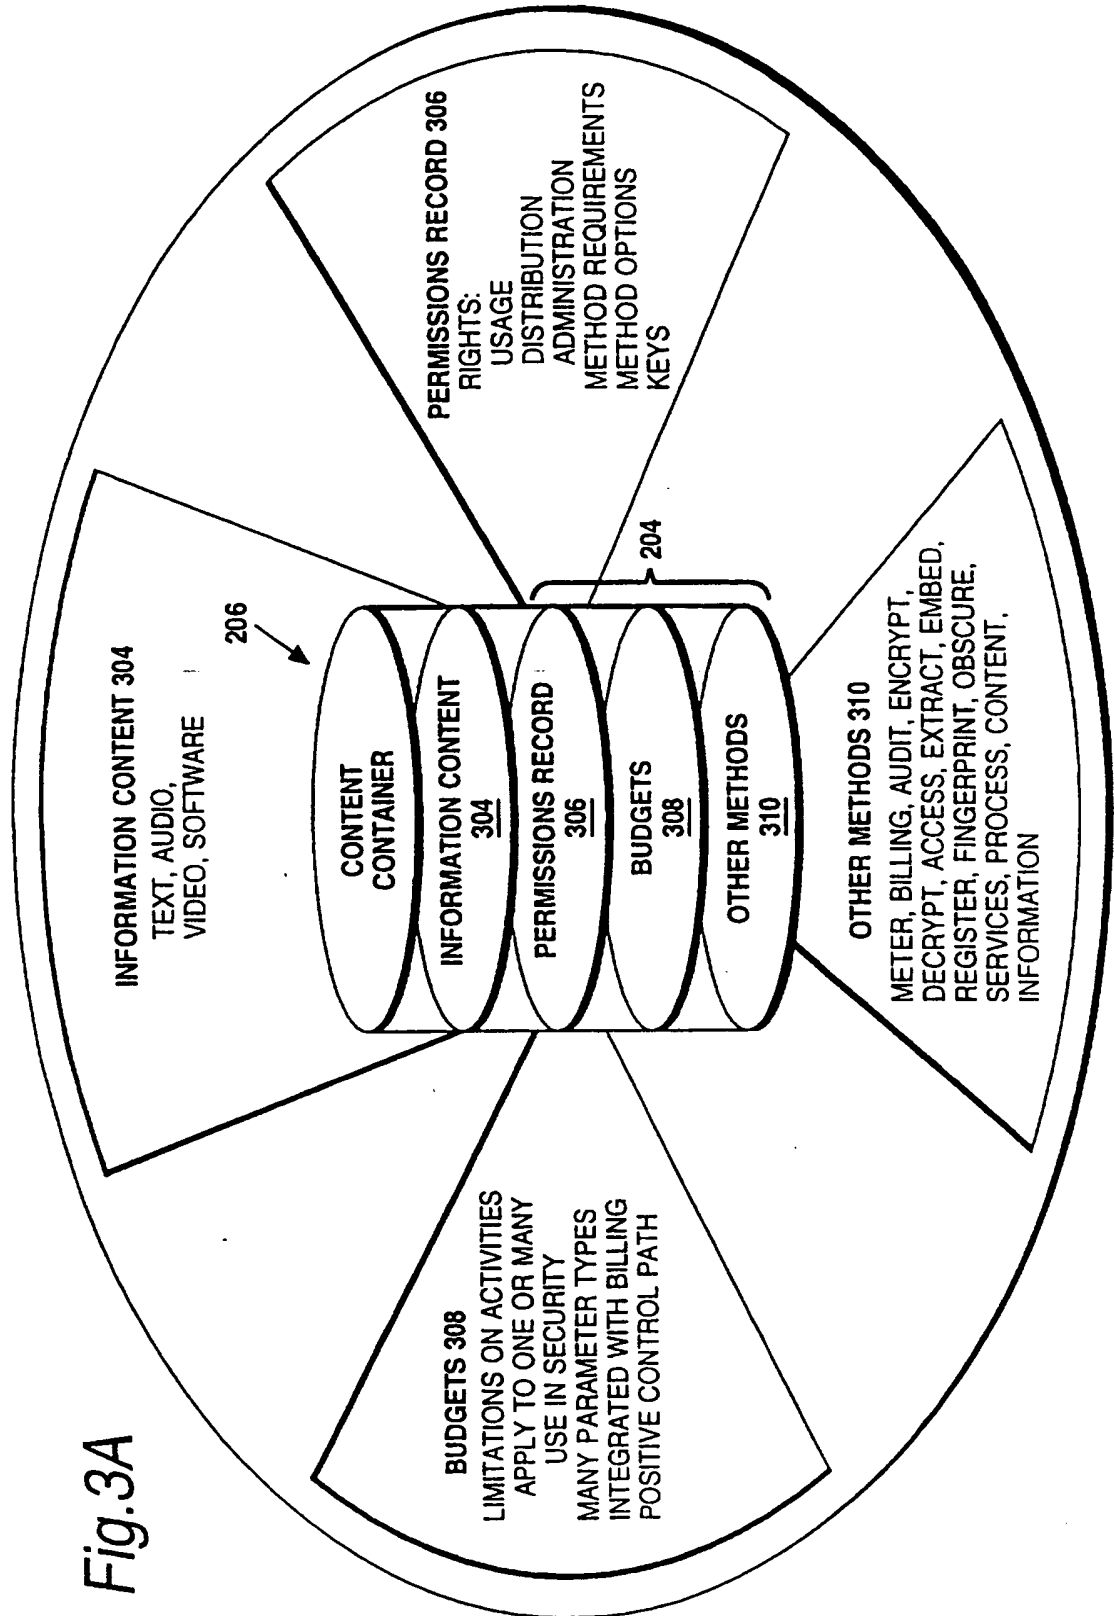 Fig.3A
INFORMATION CONTENT 304
TEXT, AUDIO,
VIDEO, SOFTWARE
206
BUDGETS 308
LIMITATIONS ON ACTIVITIES
APPLY TO ONE OR MANY
USE IN SECURITY
MANY PARAMETER TYPES
INTEGRATED WITH BILLING
POSITIVE CONTROL PATH
CONTENT
CONTAINER
INFORMATION CONTENT
304
PERMISSIONS RECORD
306
BUDGETS
308
OTHER METHODS
310
204
PERMISSIONS RECORD 306
RIGHTS:
USAGE
DISTRIBUTION
ADMINISTRATION
METHOD REQUIREMENTS
METHOD OPTIONS
KEYS
OTHER METHODS 310
METER, BILLING, AUDIT, ENCRYPT,
DECRYPT, ACCESS, EXTRACT, EMBED,
REGISTER, FINGERPRINT, OBSCURE,
SERVICES, PROCESS, CONTENT,
INFORMATION